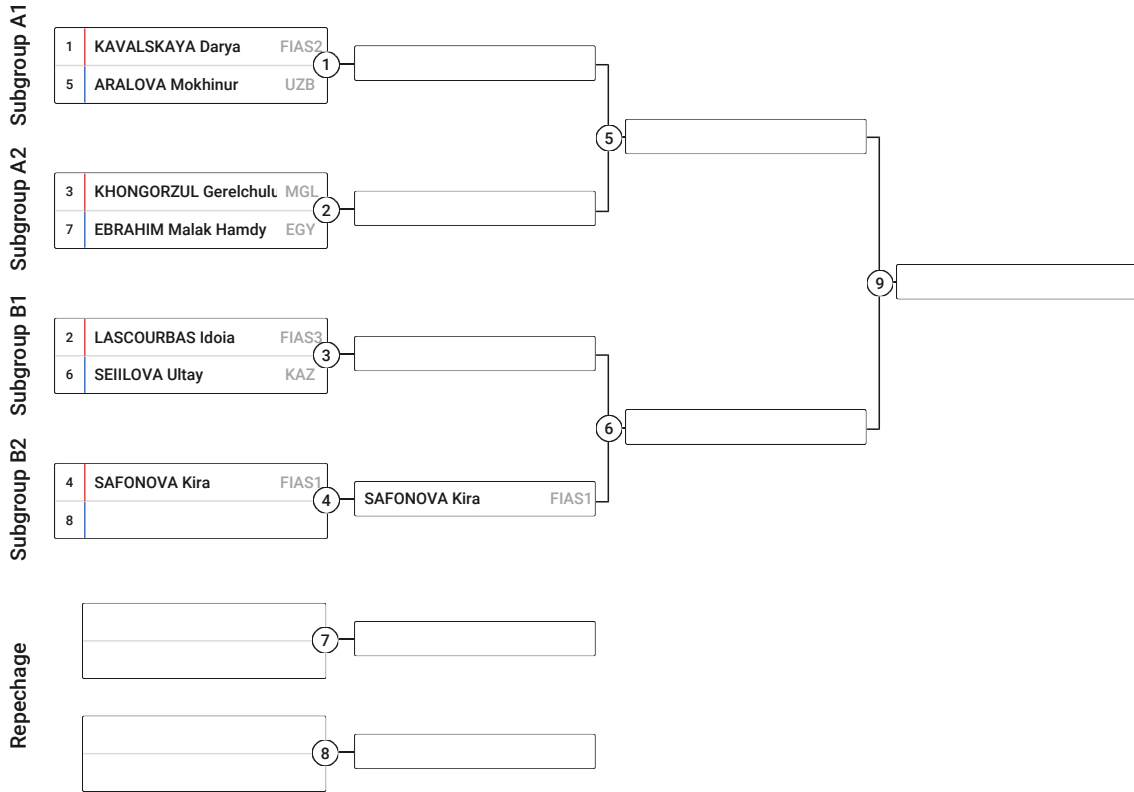 Subgroup A1
1 KAVALSKAYA Darya FIAS2
5 ARALOVA Mokhinur UZB
1
5
Subgroup A2
3 KHONGORZUL Gerelchulu MGL
7 EBRAHIM Malak Hamdy EGY
2
9
Subgroup B1
2 LASCOURBAS Idoia FIAS3
6 SEIILOVA Ultay KAZ
3
6
Subgroup B2
4 SAFONOVA Kira FIAS1
8
4
SAFONOVA Kira FIAS1
Repechage
7
8